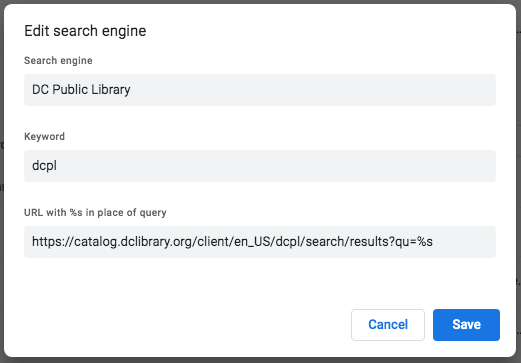 Edit search engine
Search engine
DC Public Library
Keyword
dcpl
URL with %s in place of query
https://catalog.dclibrary.org/client/en_US/dcpl/search/results?qu=%s
Cancel Save